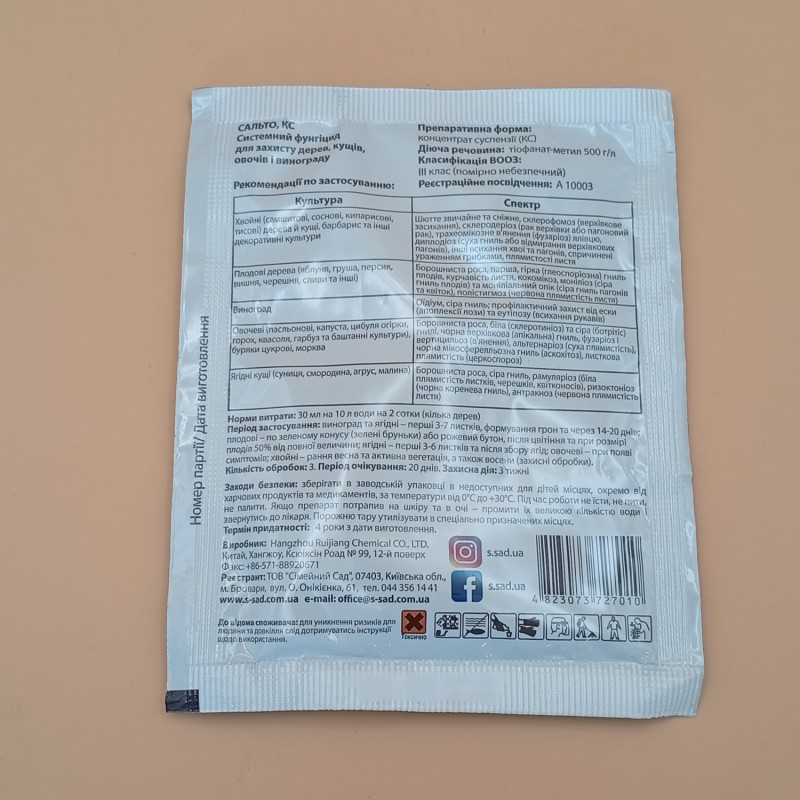 САЛЬТО, КС
Системний фунгіцид
для захисту дерев, кущів,
овочів і винограду
Препаративна форма:
концентрат суспензії (КС)
Діюча речовина: тіофанат-метил 500 г/л
Класифікація ВООЗ:
III клас (помірно небезпечний)
Реєстраційне посвідчення: А 10003
Рекомендації по застосуванню:
Культура
Спектр
Хвойні (самшитові, соснові, кипарисові,
тисові) дерева й кущі, барбарис та інші
декоративні культури
Шютте звичайне та сніжне, склерофомоз (верхівкове
засихання), склеродеріоз (рак верхівки або пагоновий
рак), трахеомікозне в'янення (фузаріоз) ялівцю,
диплодіоз (суха гниль або відмирання верхівкових
пагонів), інші всихання хвої та пагонів, спричинені
ураженням грибками, плямистості листя
Плодові дерева (яблуня, груша, персик,
вишня, черешня, сливи та інші)
Борошниста роса, парша, гірка (глеоспоріозна) гниль
плодів, курчавість листя, кокомікоз, моніліоз (сіра
гниль плодів) та моніліальний опік (сіра гниль пагонів
та квіток), полістигмоз (червона плямистість листя)
Виноград
Оїдіум, сіра гниль; профілактичний захист від ески
(апоплексії лози) та еутіпозу (всихання рукавів)
Овочеві (пасльонові, капуста, цибуля огірки,
горох, квасоля, гарбуз та баштанні культури),
буряки цукрові, морква
Борошниста роса, біла (склеротиніоз) та сіра (ботрітіс)
гнилі, чорна верхівкова (апікальна) гниль, фузаріоз і
вертицильоз (в'янення), альтернаріоз (суха плямистість),
чорна мікосферельозна гниль (аскохітоз), листкова
плямистість (церкоспороз)
Ягідні кущі (суниця, смородина, агрус, малина)
Борошниста роса, сіра гниль, рамуляріоз (біла
плямистість листків, черешків, квітконосів), ризоктоніоз
(чорна коренева гниль), антракноз (червона плямистість
листя)
Норми витрати: 30 мл на 10 л води на 2 сотки (кілька дерев)
Період застосування: виноград та ягідні – перші 3-7 листків, формування грон та через 14-20 днів;
плодові – по зеленому конусу (зелені бруньки) або рожевий бутон, після цвітіння та при розмірі
плодів 50% від повної величини; ягідні – перші 3-6 листків та після збору ягід; овочеві – при появі
симптомів; хвойні – рання весна та активна вегетація, а також восени (захисні обробки).
Кількість обробок: 3. Період очікування: 20 днів. Захисна дія: 3 тижні
Заходи безпеки: зберігати в заводській упаковці в недоступних для дітей місцях, окремо від
харчових продуктів та медикаментів, за температури від 0°С до +30°С. Під час роботи не їсти, не пити,
не палити. Якщо препарат потрапив на шкіру та в очі – промити їх великою кількістю води і
звернутись до лікаря. Порожню тару утилізувати в спеціально призначених місцях.
Термін придатності: 4 роки з дати виготовлення.
Виробник: Hangzhou Ruijiang Chemical CO., LTD.
Китай, Хангжоу, Ксюіксін Роад № 99, 12-й поверх
Факс: +86-571-88920671
Реєстрант: ТОВ "Сімейний Сад", 07403, Київська обл.,
м. Бровари, вул. О. Онікієнка, 61, тел. 044 356 14 41
www.s-sad.com.ua e-mail: office@s-sad.com.ua
s.sad.ua
s.sad.ua
4 823073 727010
До відома споживача: для уникнення ризиків для
людини та довкілля слід дотримуватись інструкції
щодо використання.
ТОКСИЧНО
Номер партії/ Дата виготовлення